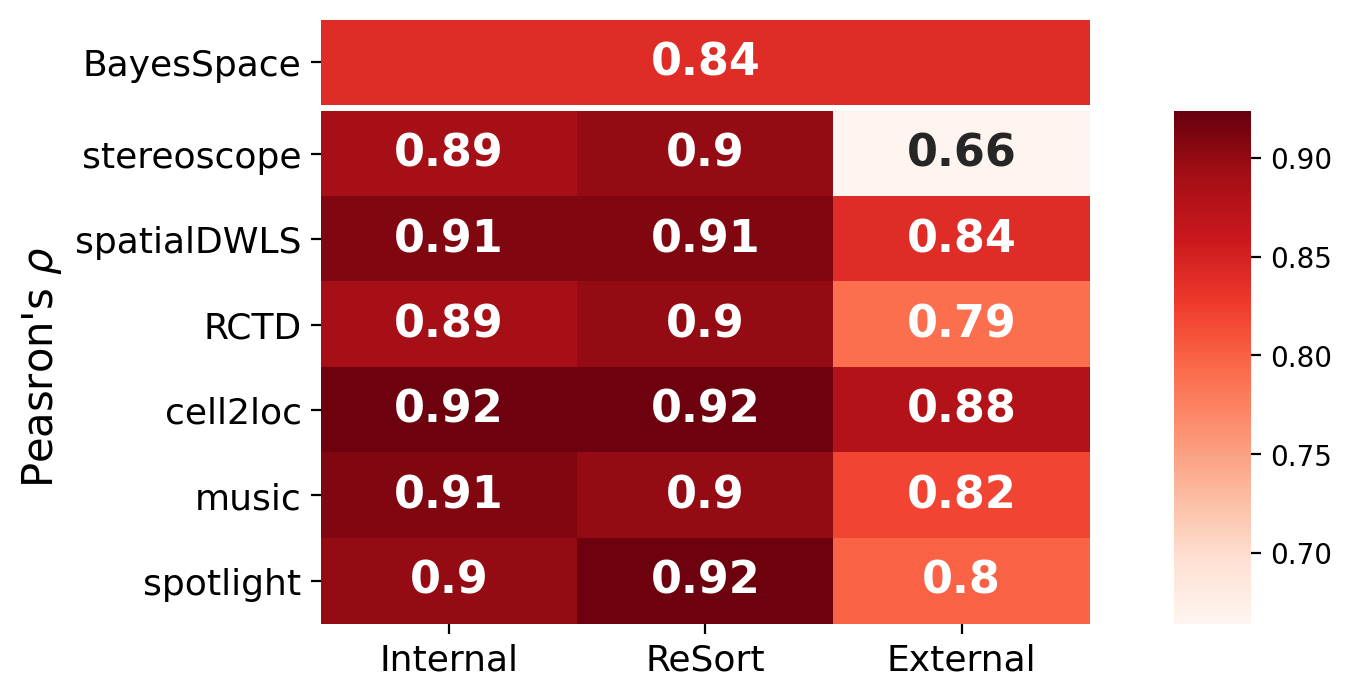 BayesSpace 0.84
stereoscope 0.89 0.9 0.66
spatialDWLS 0.91 0.91 0.84
RCTD 0.89 0.9 0.79
cell2loc 0.92 0.92 0.88
music 0.91 0.9 0.82
spotlight 0.9 0.92 0.8
Internal ReSort External
Peasron's ρ
0.90
0.85
0.80
0.75
0.70